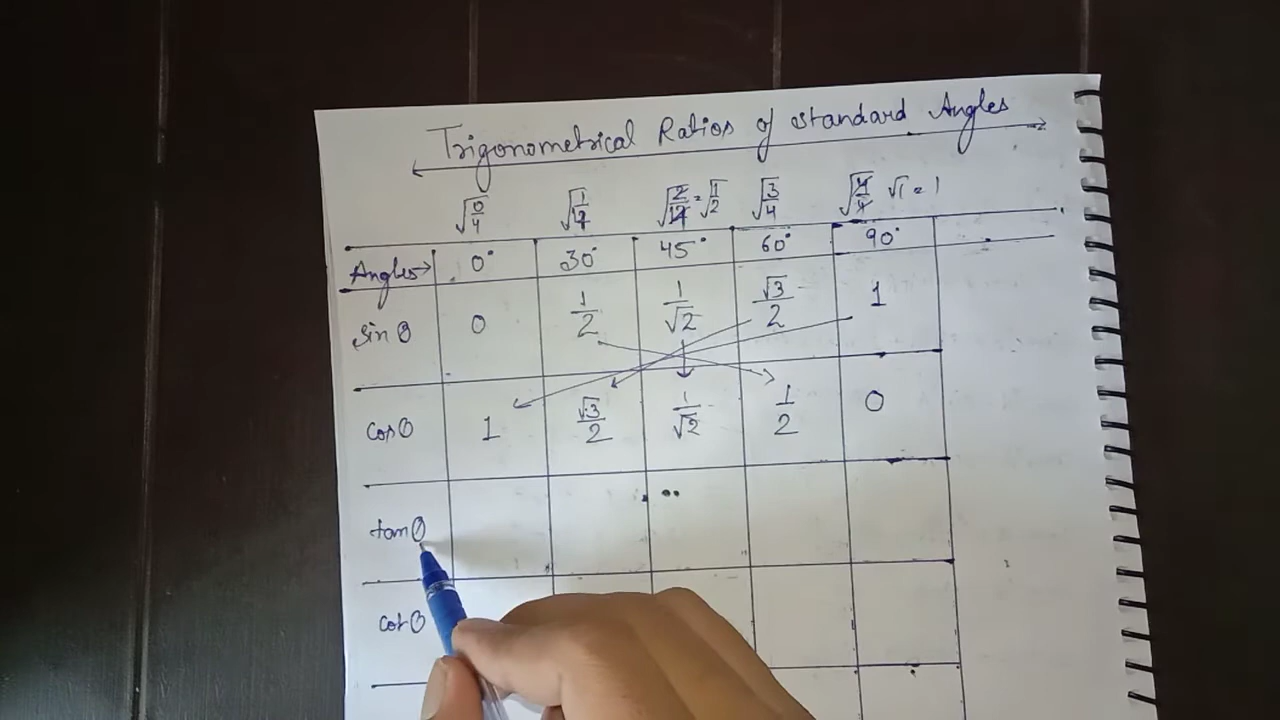 Trigonometrical Ratios of standard Angles
√0/4 √1/4 √2/4 = √1/2 √3/4 √4/4 √1 = 1
Angles→ 0° 30° 45° 60° 90°
sin θ 0 1/2 1/√2 √3/2 1
cos θ 1 √3/2 1/√2 1/2 0
tan θ
cot θ